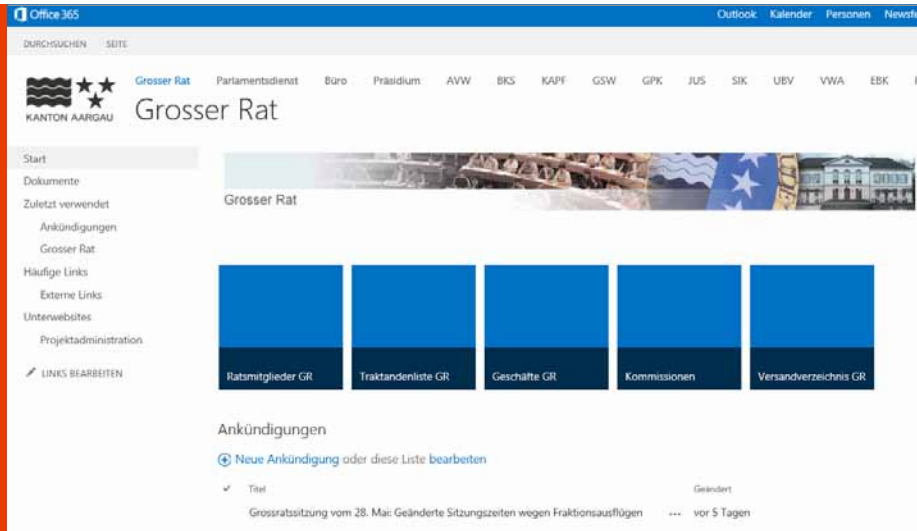 Office 365
Outlook Kalender Personen
DURCHSUCHEN SEITE
Grosser Rat Parlamentsdienst Büro Präsidium AVW BKS KAPF GSW GPK JUS SIK UBV VWA EBK
KANTON AARGAU
Grosser Rat
Start
Dokumente
Zuletzt verwendet
Ankündigungen
Grosser Rat
Häufige Links
Externe Links
Unterwebsites
Projektadministration
LINKS BEARBEITEN
Grosser Rat
Ratsmitglieder GR Traktandenliste GR Geschäfte GR Kommissionen Versandverzeichnis GR
Ankündigungen
Neue Ankündigung oder diese Liste bearbeiten
Titel Geändert
Grossratssitzung vom 28. Mai: Geänderte Sitzungszeiten wegen Fraktionsausflügen ... vor 5 Tagen